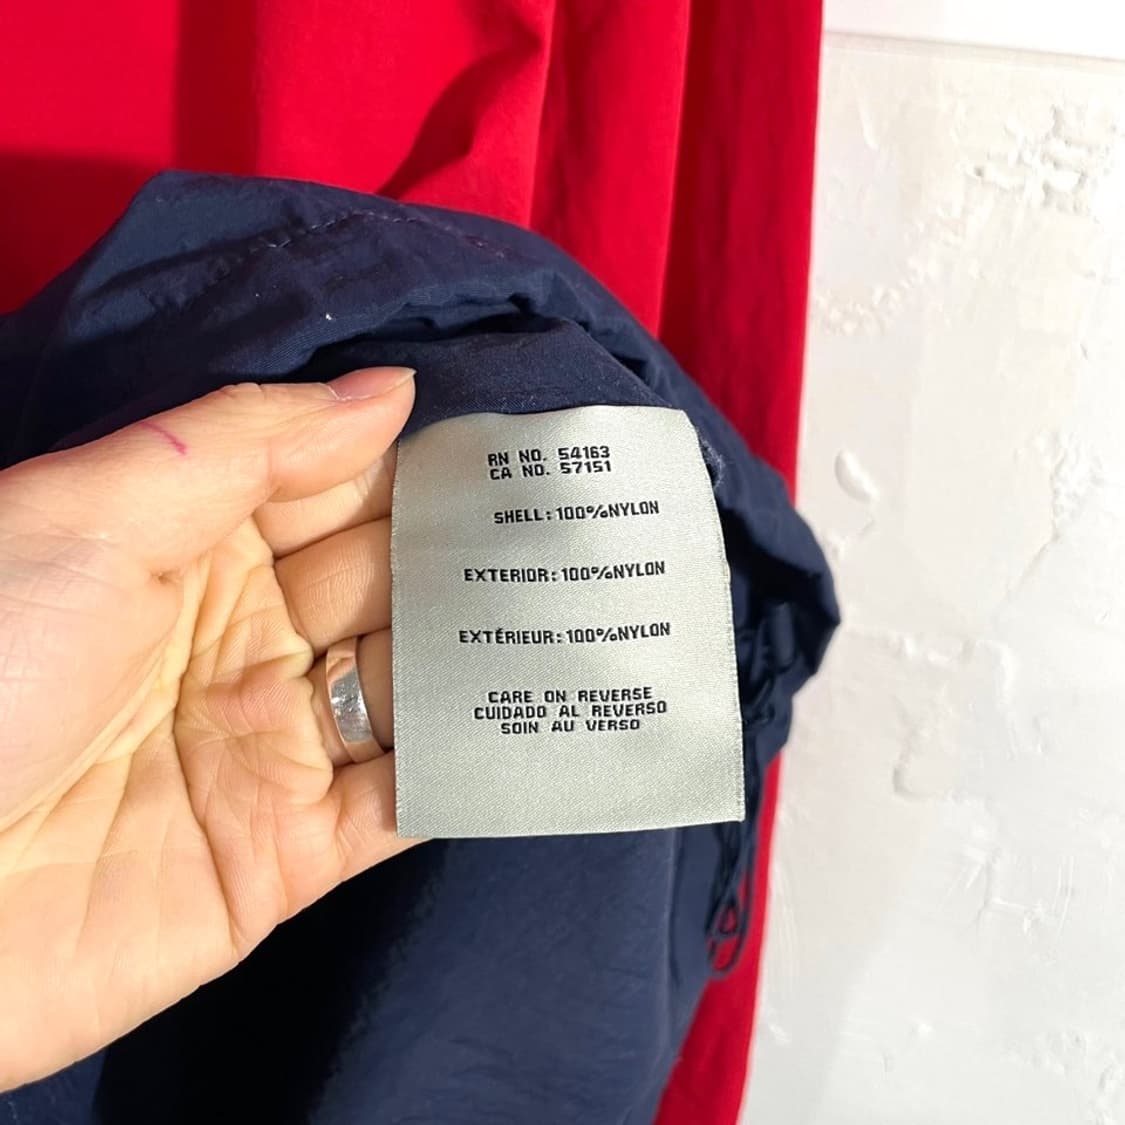 RN NO. 54163
CA NO. 57151
SHELL:100%NYLON
EXTERIOR:100%NYLON
EXTÉRIEUR:100%NYLON
CARE ON REVERSE
CUIDADO AL REVERSO
SOIN AU VERSO